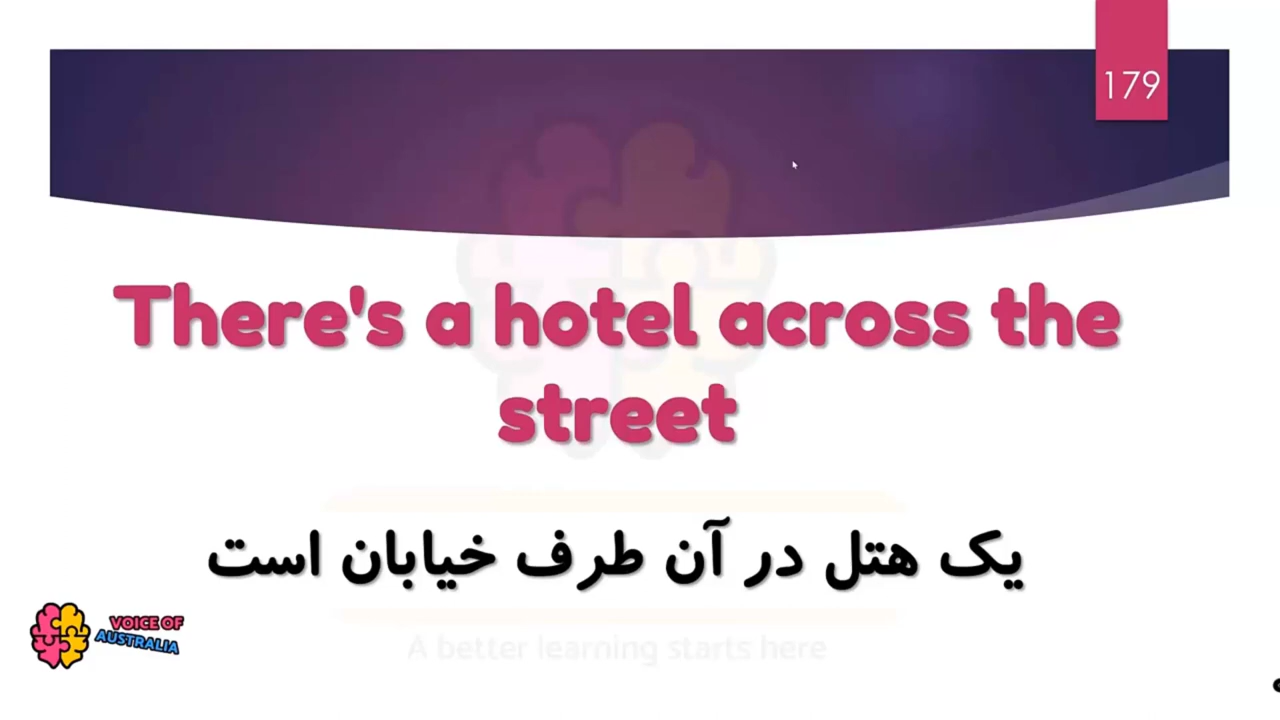 179
There's a hotel across the
street
یک هتل در آن طرف خیابان است
VOICE OF
AUSTRALIA
A better learning starts here